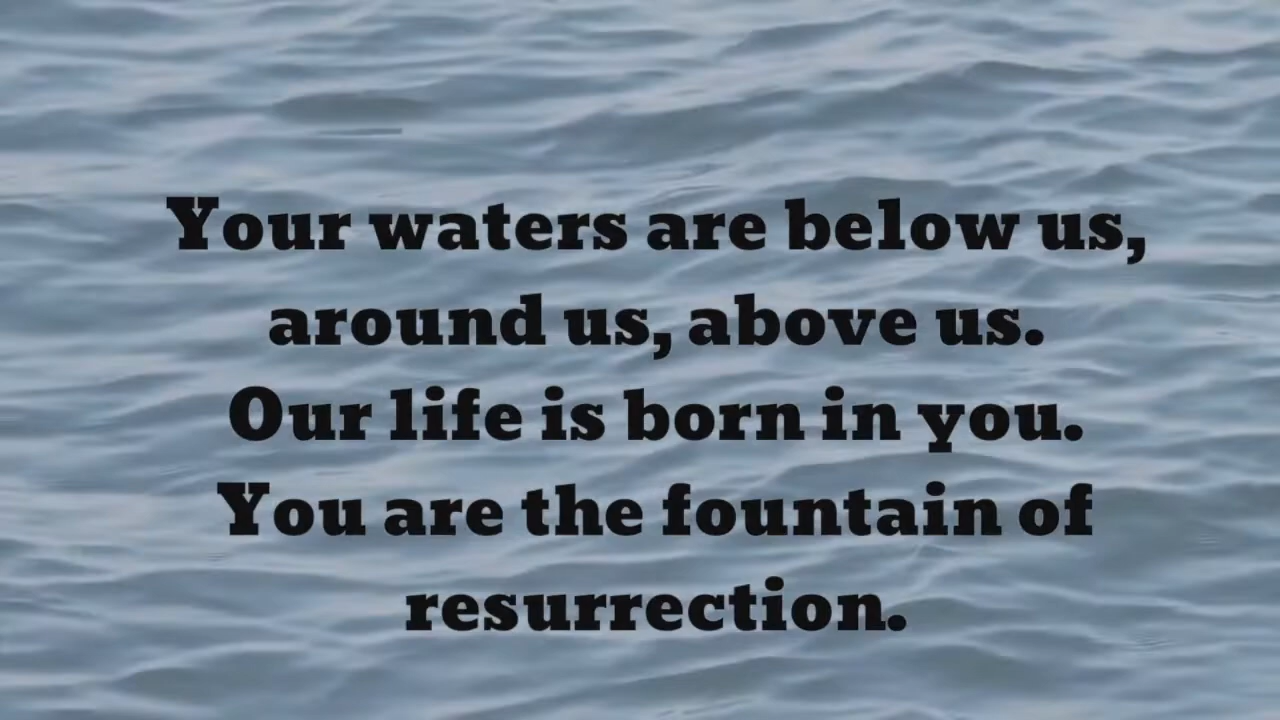 Your waters are below us,
around us, above us.
Our life is born in you.
You are the fountain of
resurrection.